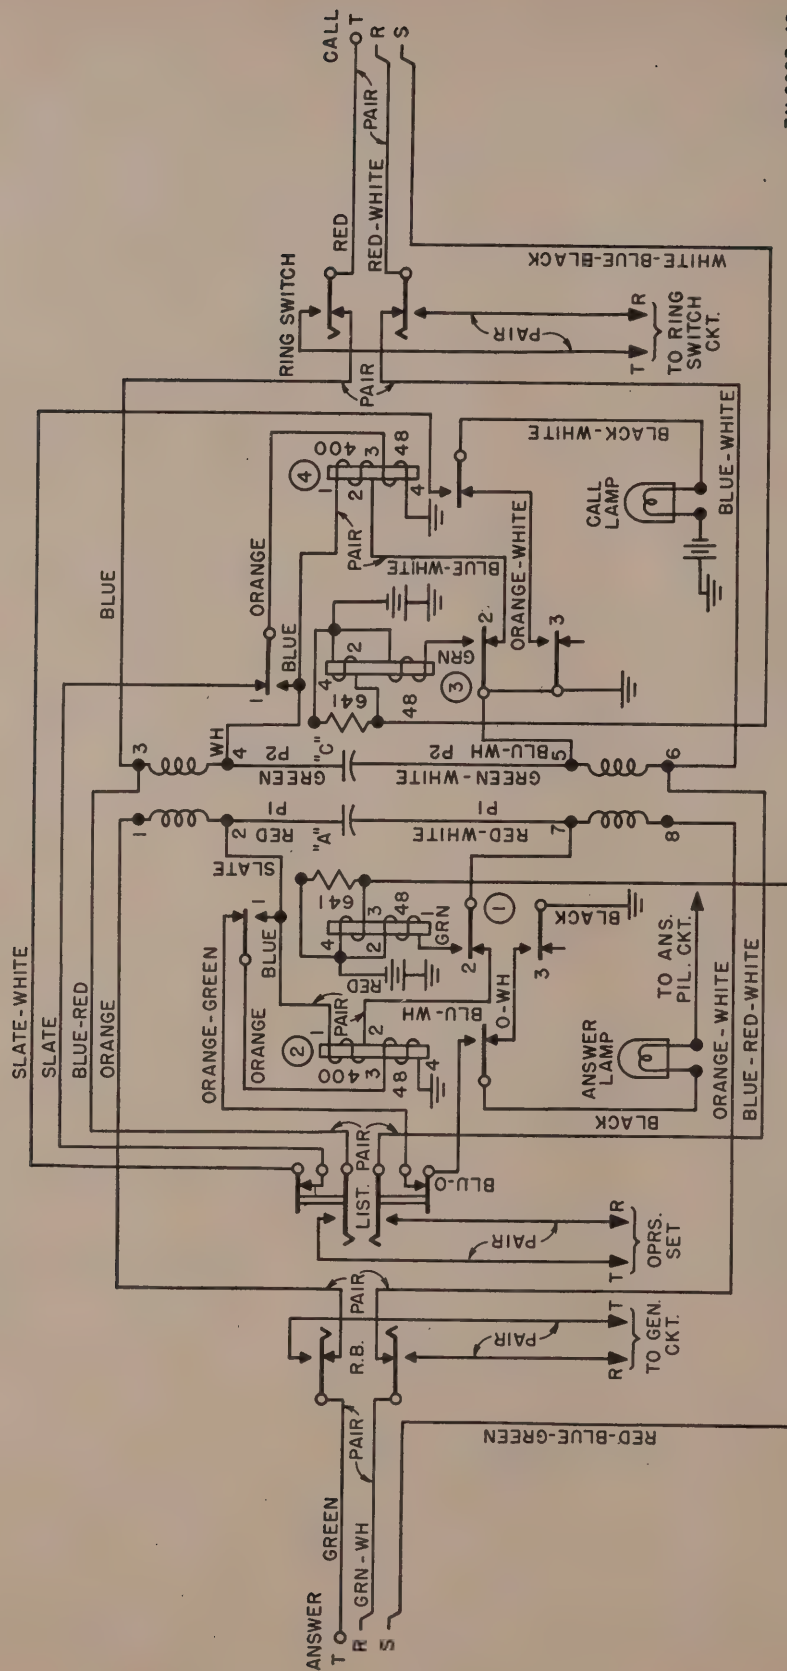 ANSWER
T
R
S
GREEN
GRN-WH
PAIR
RED-BLUE-GREEN
R.B.
PAIR
PAIR
R T
TO GEN.
CKT.
SLATE-WHITE
SLATE
BLUE-RED
ORANGE
LIST.
PAIR
BLU-O
PAIR
T R
OPRS.
SET
ORANGE-GREEN
ORANGE
BLUE
1
2
400
1
2
3
48
4
PAIR
BLU-WH
O-WH
BLACK
ANSWER
LAMP
TO ANS.
PIL. CKT.
ORANGE-WHITE
BLUE-RED-WHITE
SLATE
641
4
3
2
48
1
RED
GRN
1
2
3
BLACK
1
2
RED
P1
"A"
RED-WHITE
P1
7
8
BLUE
3
4
WH
GREEN
P2
"C"
GREEN-WHITE
BLU-WH P2
5
6
1
BLUE
ORANGE
641
4
2
48
GRN
3
2
3
4
400
1
2
3
48
4
PAIR
BLUE-WHITE
ORANGE-WHITE
BLACK-WHITE
CALL
LAMP
BLUE-WHITE
PAIR
RING SWITCH
RED
RED-WHITE
PAIR
PAIR
T R
TO RING
SWITCH
CKT.
WHITE-BLUE-BLACK
CALL
T
R
S